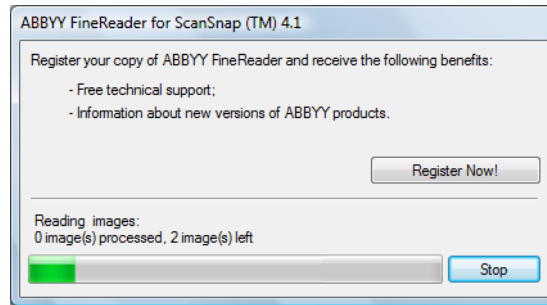 ABBYY FineReader for ScanSnap (TM) 4.1
Register your copy of ABBYY FineReader and receive the following benefits:
- Free technical support;
- Information about new versions of ABBYY products.
Register Now!
Reading images:
0 image(s) processed, 2 image(s) left
Stop